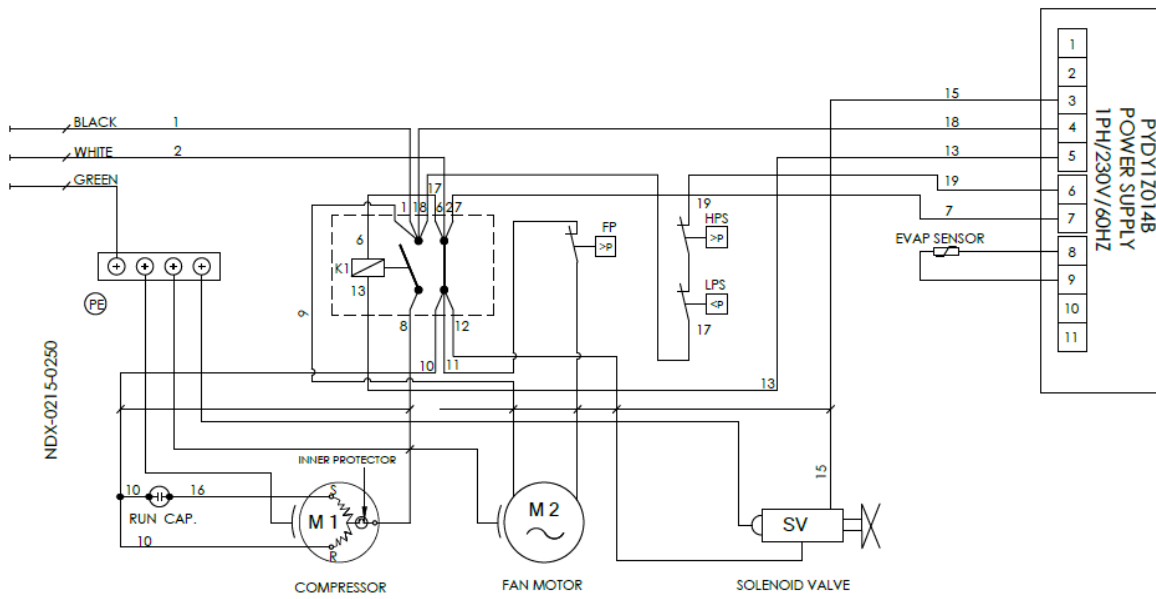 BLACK 1
WHITE 2
GREEN
PE
NDX-0215-0250
15
18
13
19
7
EVAP SENSOR
1
2
3
4
5
6
7
8
9
10
11
PYDY1Z014B
POWER SUPPLY
1PH/230V/60HZ
17
1 18 6 27
6
K1
13
8
12
10
11
9
FP
>P
19
HPS
>P
LPS
<P
17
13
15
INNER PROTECTOR
10
16
RUN CAP.
10
S
M 1
R
COMPRESSOR
M 2
FAN MOTOR
SV
SOLENOID VALVE